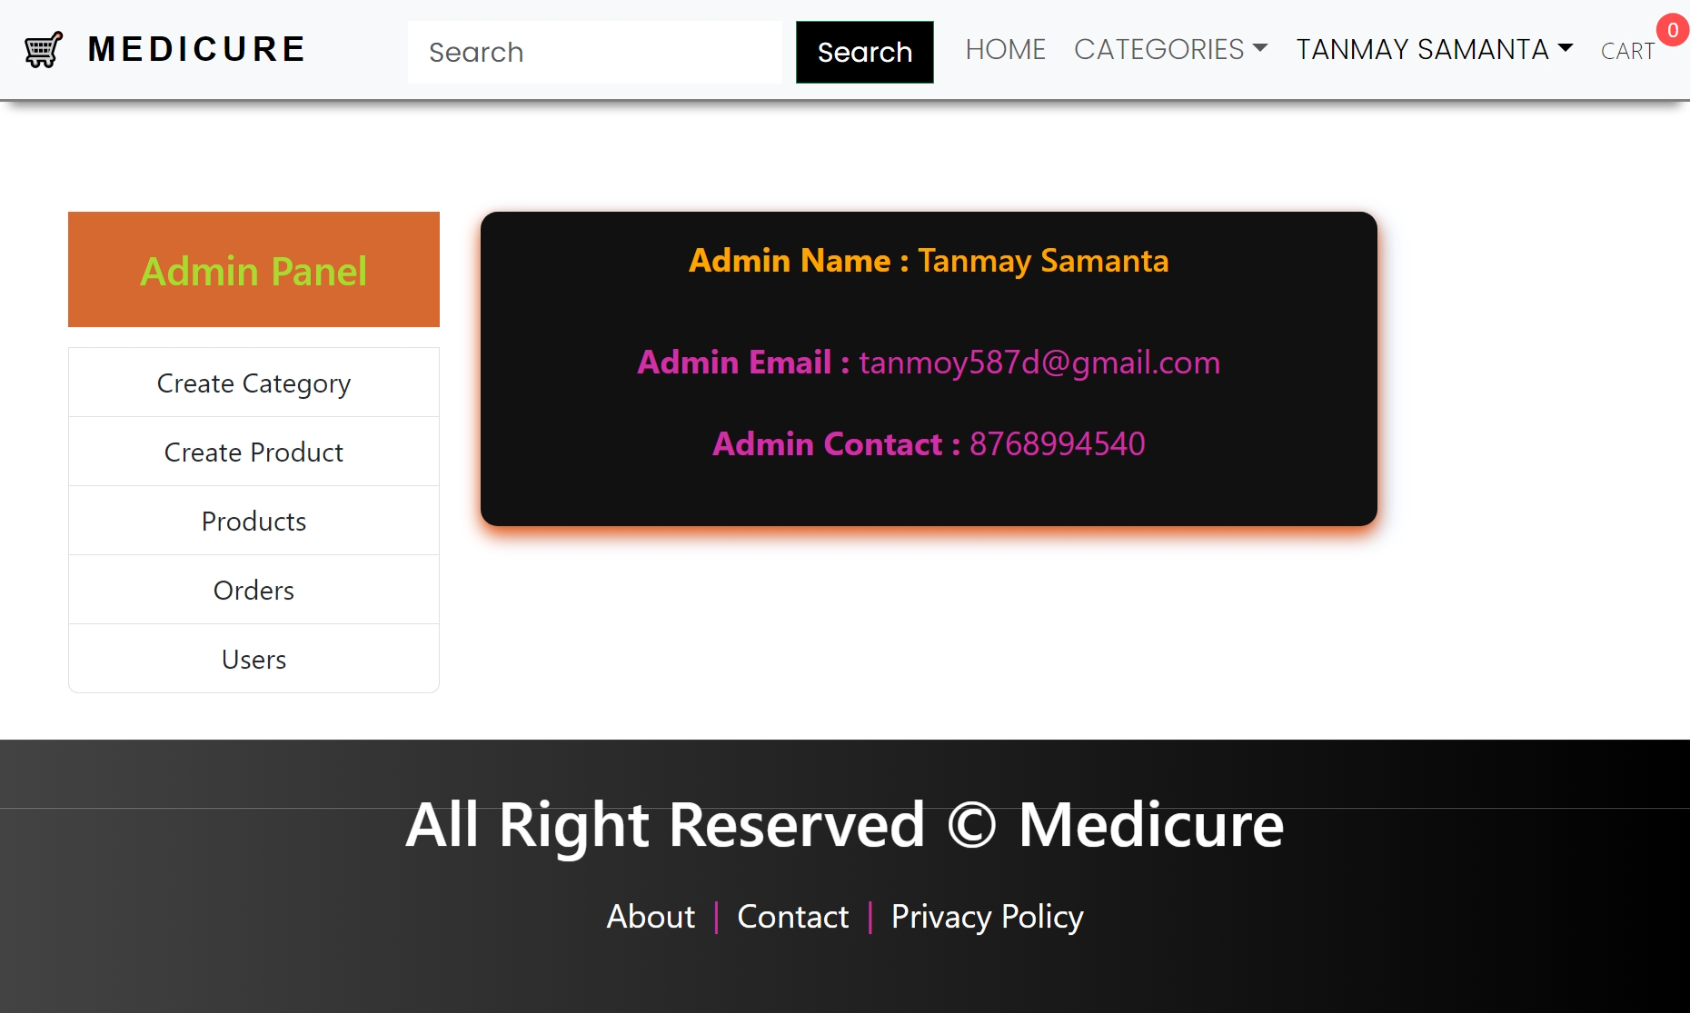 MEDICURE
Search
Search
HOME
CATEGORIES
TANMAY SAMANTA
CART
0
Admin Panel
Create Category
Create Product
Products
Orders
Users
Admin Name : Tanmay Samanta
Admin Email : tanmoy587d@gmail.com
Admin Contact : 8768994540
All Right Reserved © Medicure
About | Contact | Privacy Policy